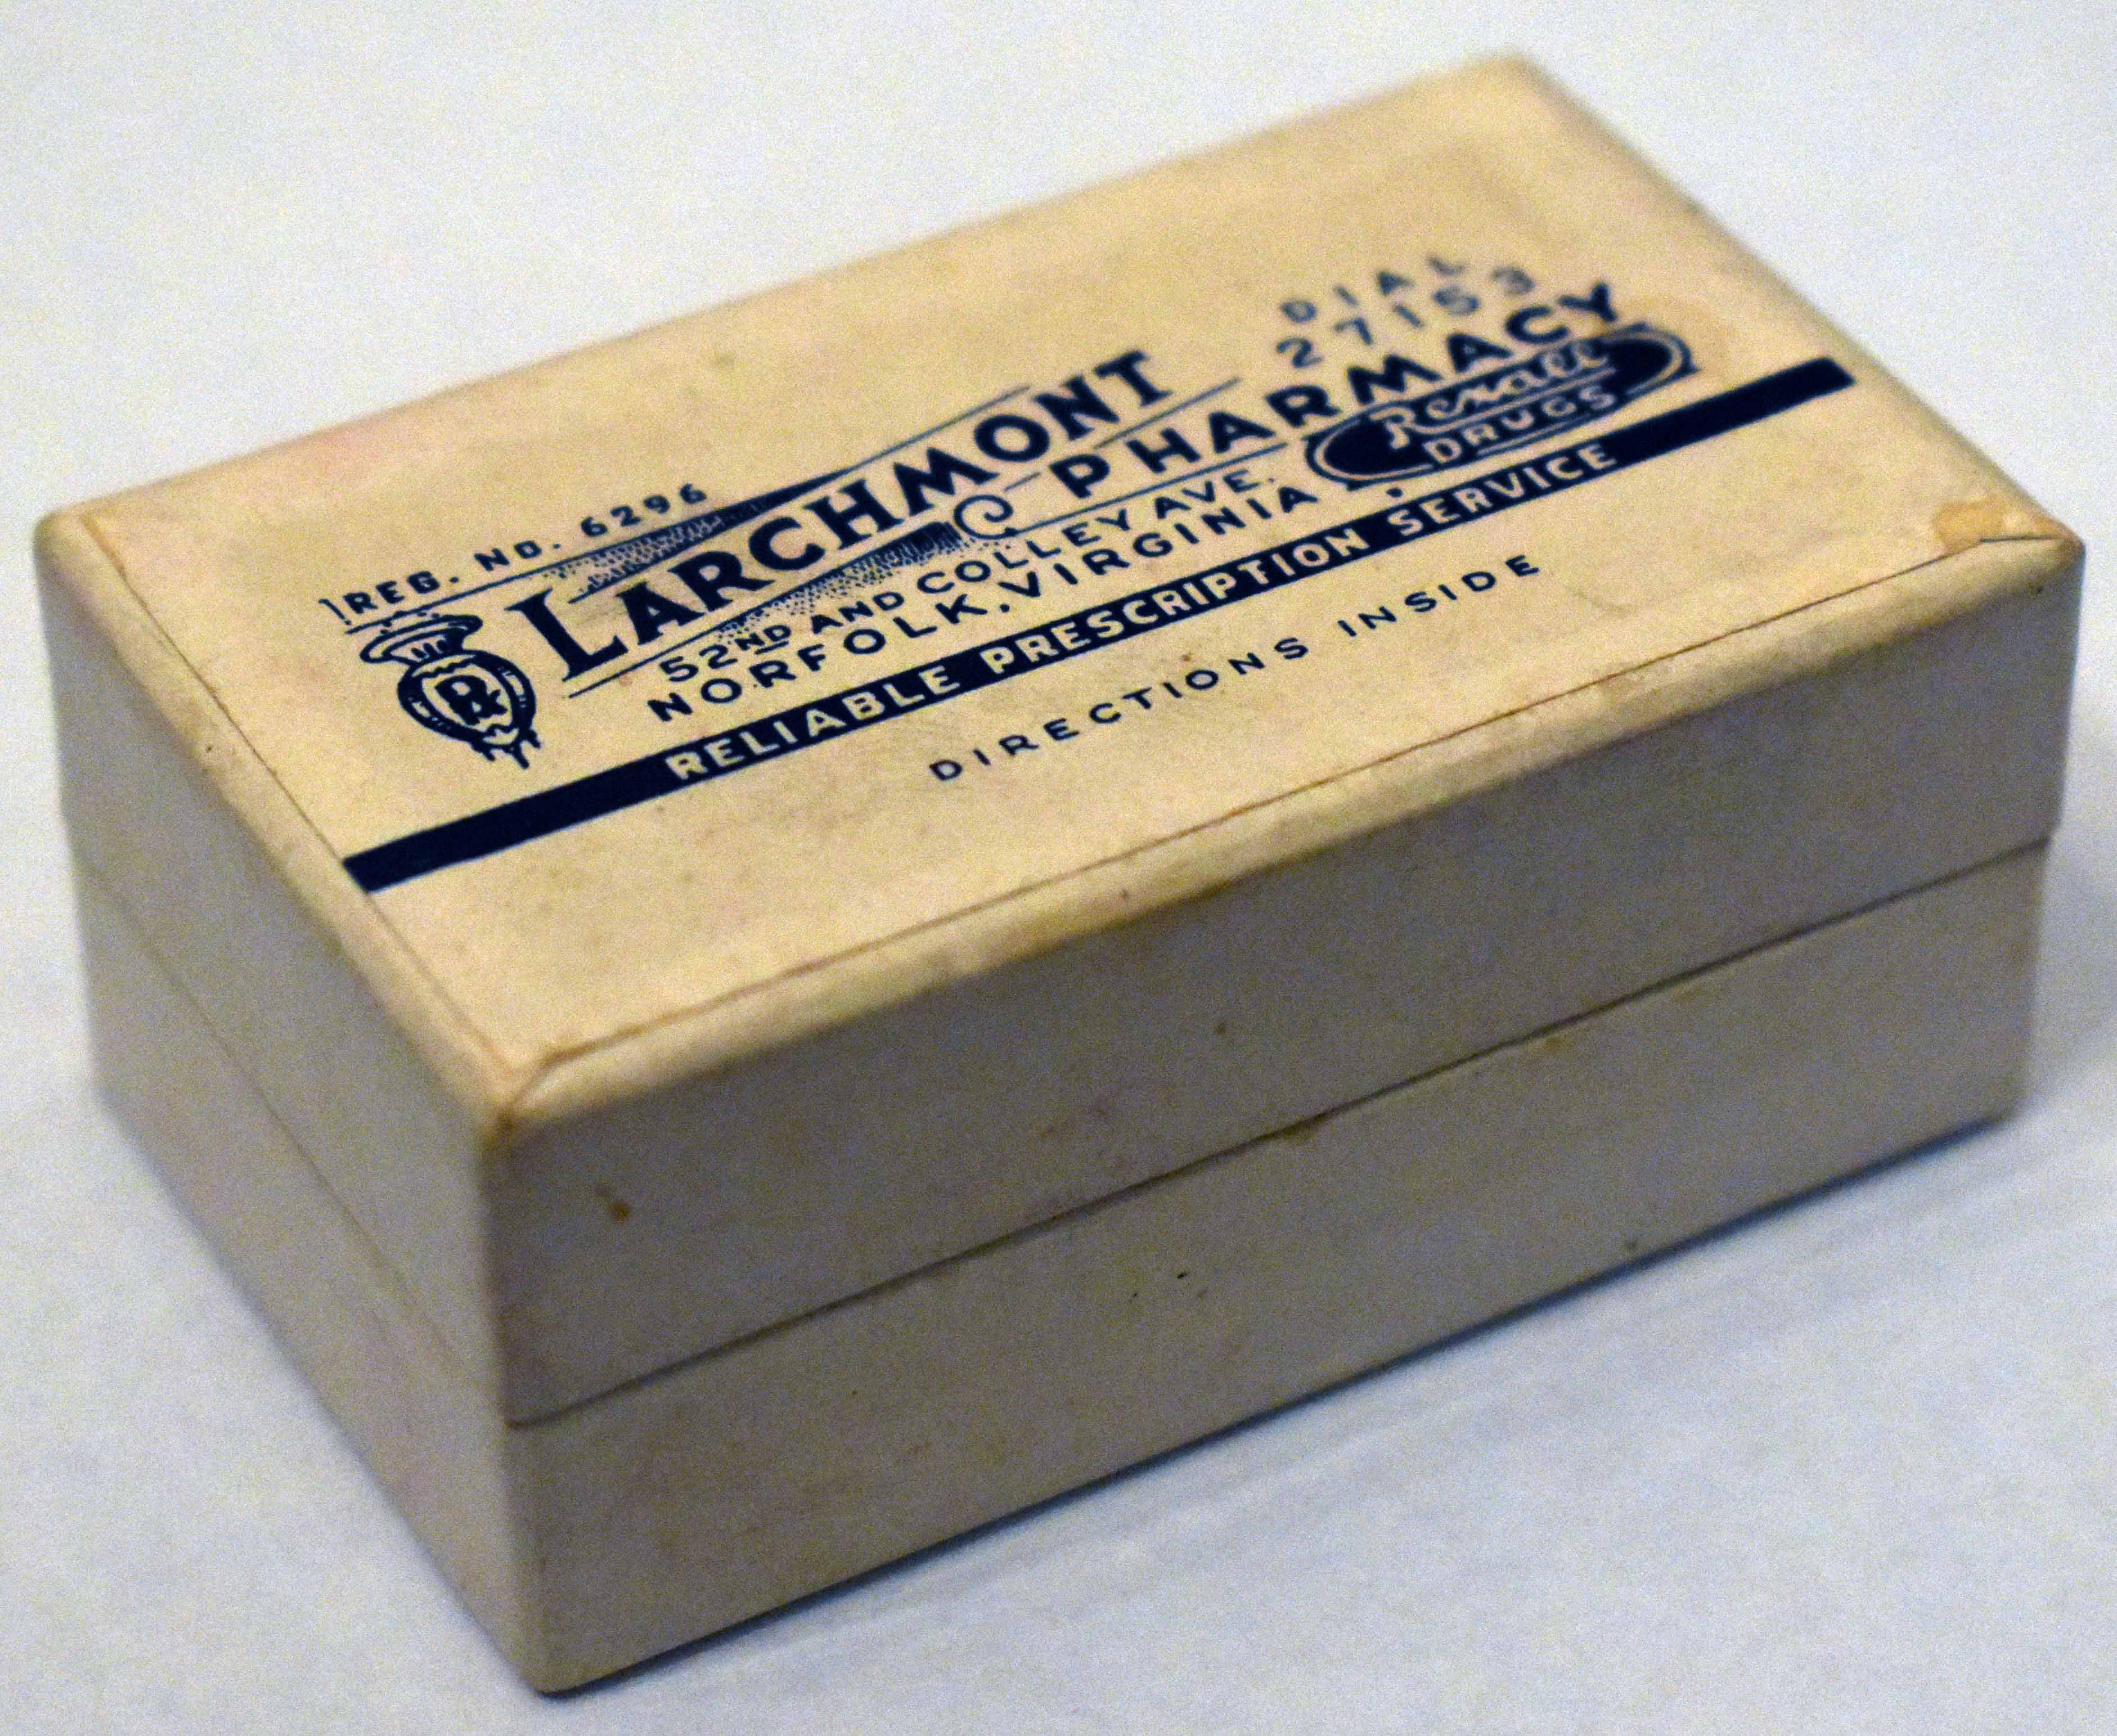 REG. NO. 6296
DIAL
27153
LARCHMONT
PHARMACY
52ND AND COLLEY AVE.
NORFOLK, VIRGINIA
Rexall
DRUGS
Rx
RELIABLE PRESCRIPTION SERVICE
DIRECTIONS INSIDE